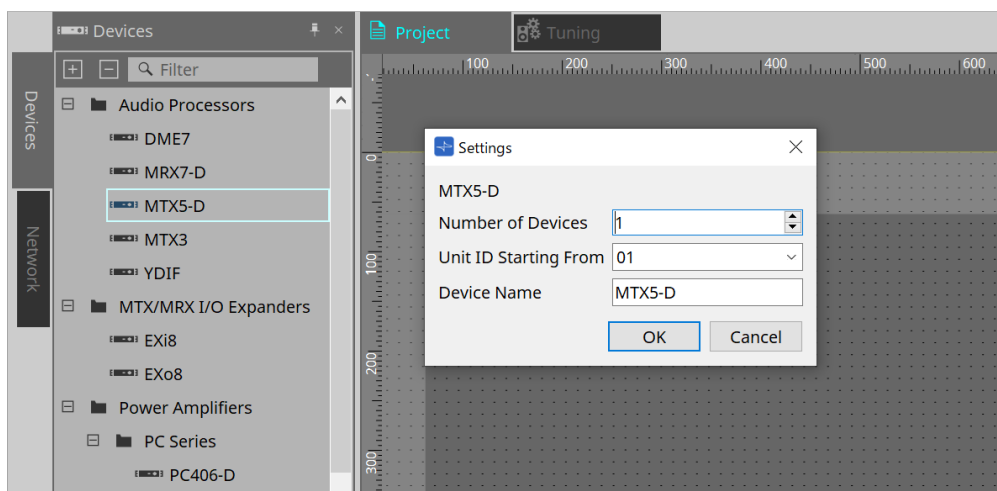 Devices
Project
Tuning
Filter
Devices
Network
Audio Processors
DME7
MRX7-D
MTX5-D
MTX3
YDIF
MTX/MRX I/O Expanders
EXi8
EXo8
Power Amplifiers
PC Series
PC406-D
100
200
300
400
500
600
0
100
200
300
Settings
MTX5-D
Number of Devices 1
Unit ID Starting From 01
Device Name MTX5-D
OK Cancel